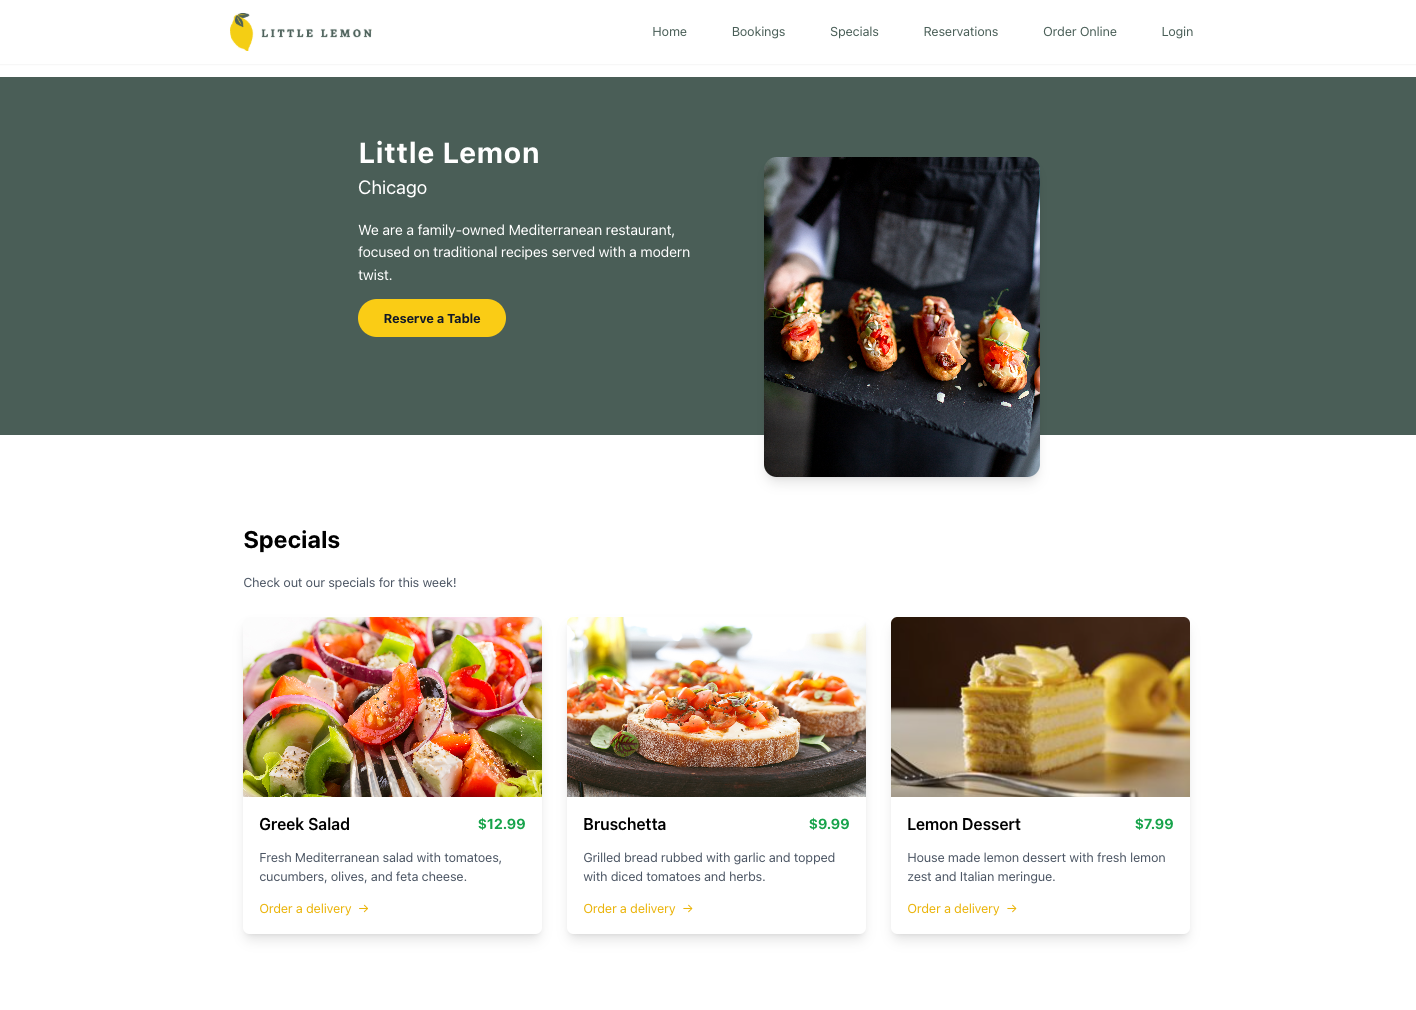 LITTLE LEMON
Home
Bookings
Specials
Reservations
Order Online
Login
Little Lemon
Chicago
We are a family-owned Mediterranean restaurant,
focused on traditional recipes served with a modern
twist.
Reserve a Table
Specials
Check out our specials for this week!
Greek Salad
$12.99
Fresh Mediterranean salad with tomatoes,
cucumbers, olives, and feta cheese.
Order a delivery →
Bruschetta
$9.99
Grilled bread rubbed with garlic and topped
with diced tomatoes and herbs.
Order a delivery →
Lemon Dessert
$7.99
House made lemon dessert with fresh lemon
zest and Italian meringue.
Order a delivery →